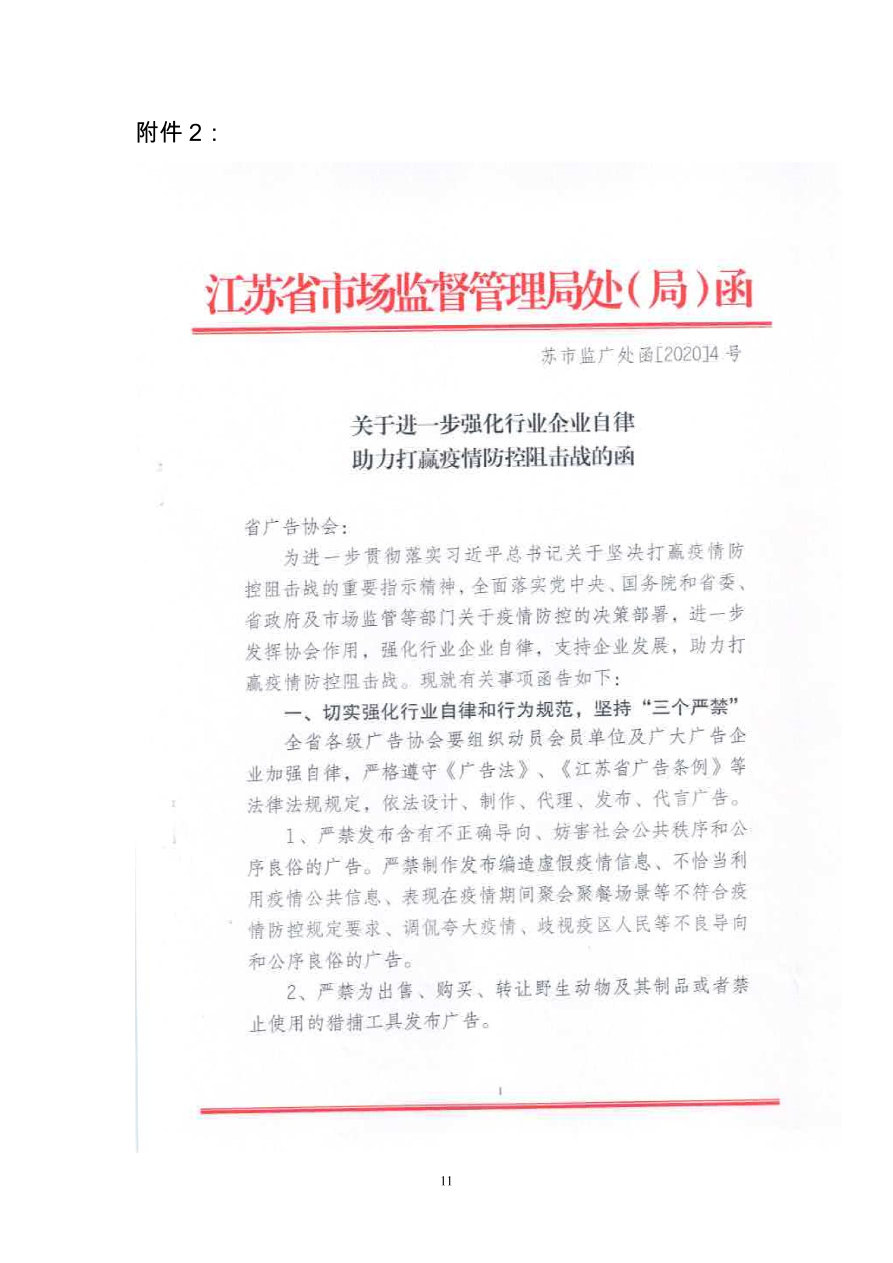 附件 2：
江苏省市场监督管理局处（局）函
苏市监广处函[2020]4 号
关于进一步强化行业企业自律
助力打赢疫情防控阻击战的函
省广告协会：
为进一步贯彻落实习近平总书记关于坚决打赢疫情防
控阻击战的重要指示精神，全面落实党中央、国务院和省委、
省政府及市场监管等部门关于疫情防控的决策部署，进一步
发挥协会作用，强化行业企业自律，支持企业发展，助力打
赢疫情防控阻击战。现就有关事项函告如下：
一、切实强化行业自律和行为规范，坚持“三个严禁”
全省各级广告协会要组织动员会员单位及广大广告企
业加强自律，严格遵守《广告法》、《江苏省广告条例》等
法律法规规定，依法设计、制作、代理、发布、代言广告。
1、严禁发布含有不正确导向、妨害社会公共秩序和公
序良俗的广告。严禁制作发布编造虚假疫情信息、不恰当利
用疫情公共信息、表现在疫情期间聚会聚餐场景等不符合疫
情防控规定要求、调侃夸大疫情、歧视疫区人民等不良导向
和公序良俗的广告。
2、严禁为出售、购买、转让野生动物及其制品或者禁
止使用的猎捕工具发布广告。
1
11